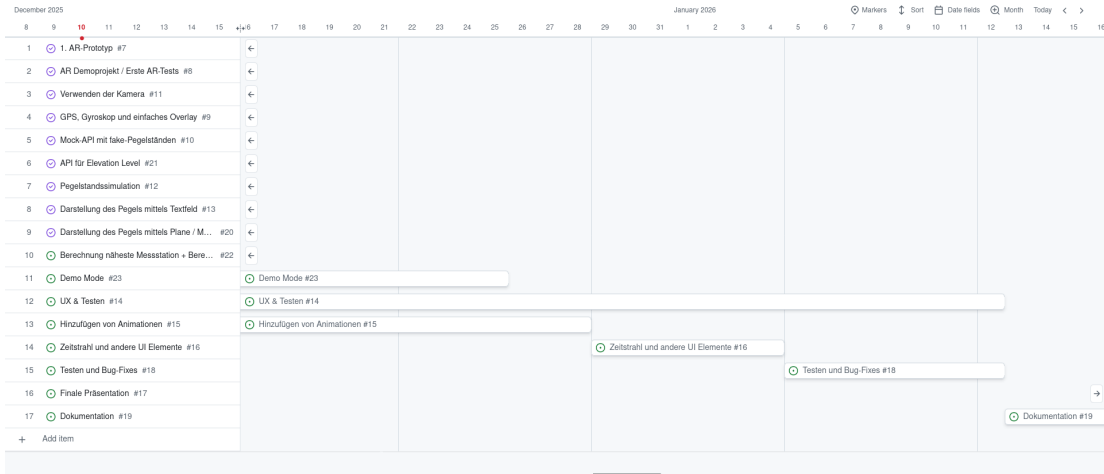 December 2025 January 2026 Markers Sort Date fields Month Today
8 9 10 11 12 13 14 15 16 17 18 19 20 21 22 23 24 25 26 27 28 29 30 31 1 2 3 4 5 6 7 8 9 10 11 12 13 14 15 16
1 1. AR-Prototyp #7
2 AR Demoprojekt / Erste AR-Tests #8
3 Verwenden der Kamera #11
4 GPS, Gyroskop und einfaches Overlay #9
5 Mock-API mit fake-Pegelständen #10
6 API für Elevation Level #21
7 Pegelstandssimulation #12
8 Darstellung des Pegels mittels Textfeld #13
9 Darstellung des Pegels mittels Plane / M... #20
10 Berechnung näheste Messstation + Bere... #22
11 Demo Mode #23 Demo Mode #23
12 UX & Testen #14 UX & Testen #14
13 Hinzufügen von Animationen #15 Hinzufügen von Animationen #15
14 Zeitstrahl und andere UI Elemente #16 Zeitstrahl und andere UI Elemente #16
15 Testen und Bug-Fixes #18 Testen und Bug-Fixes #18
16 Finale Präsentation #17
17 Dokumentation #19 Dokumentation #19
+ Add item